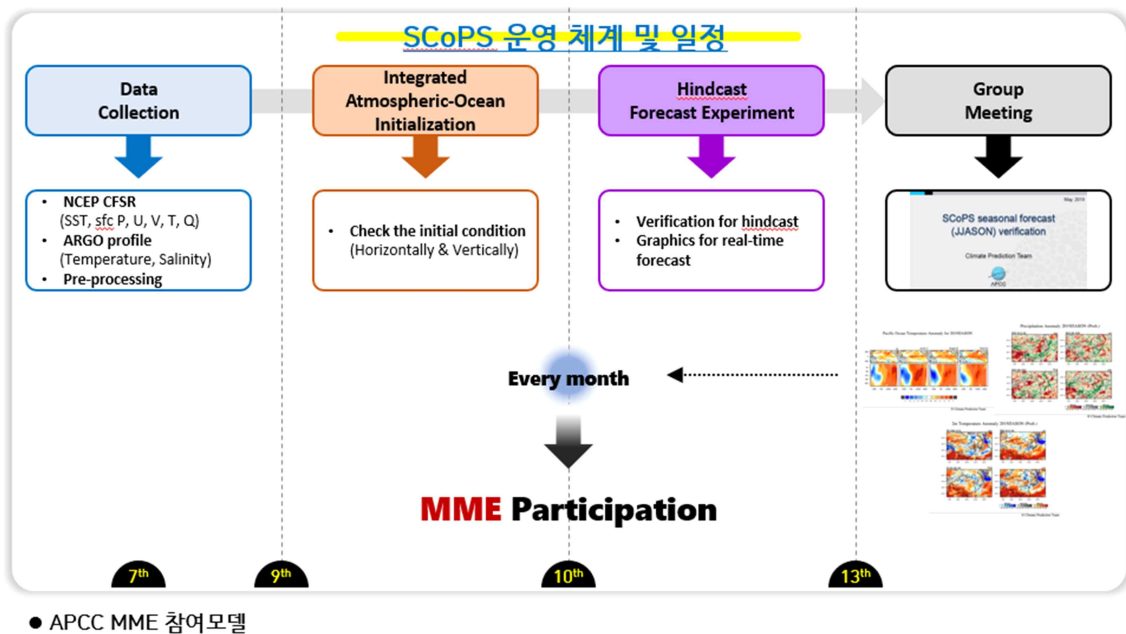 SCoPS 운영 체계 및 일정
Data
Collection
Integrated
Atmospheric-Ocean
Initialization
Hindcast
Forecast Experiment
Group
Meeting
• NCEP CFSR
(SST, sfc P, U, V, T, Q)
• ARGO profile
(Temperature, Salinity)
• Pre-processing
• Check the initial condition
(Horizontally & Vertically)
• Verification for hindcast
• Graphics for real-time
forecast
May 2019
SCoPS seasonal forecast
(JJASON) verification
Climate Prediction Team
APCC
Every month
MME Participation
7th
9th
10th
13th
● APCC MME 참여모델